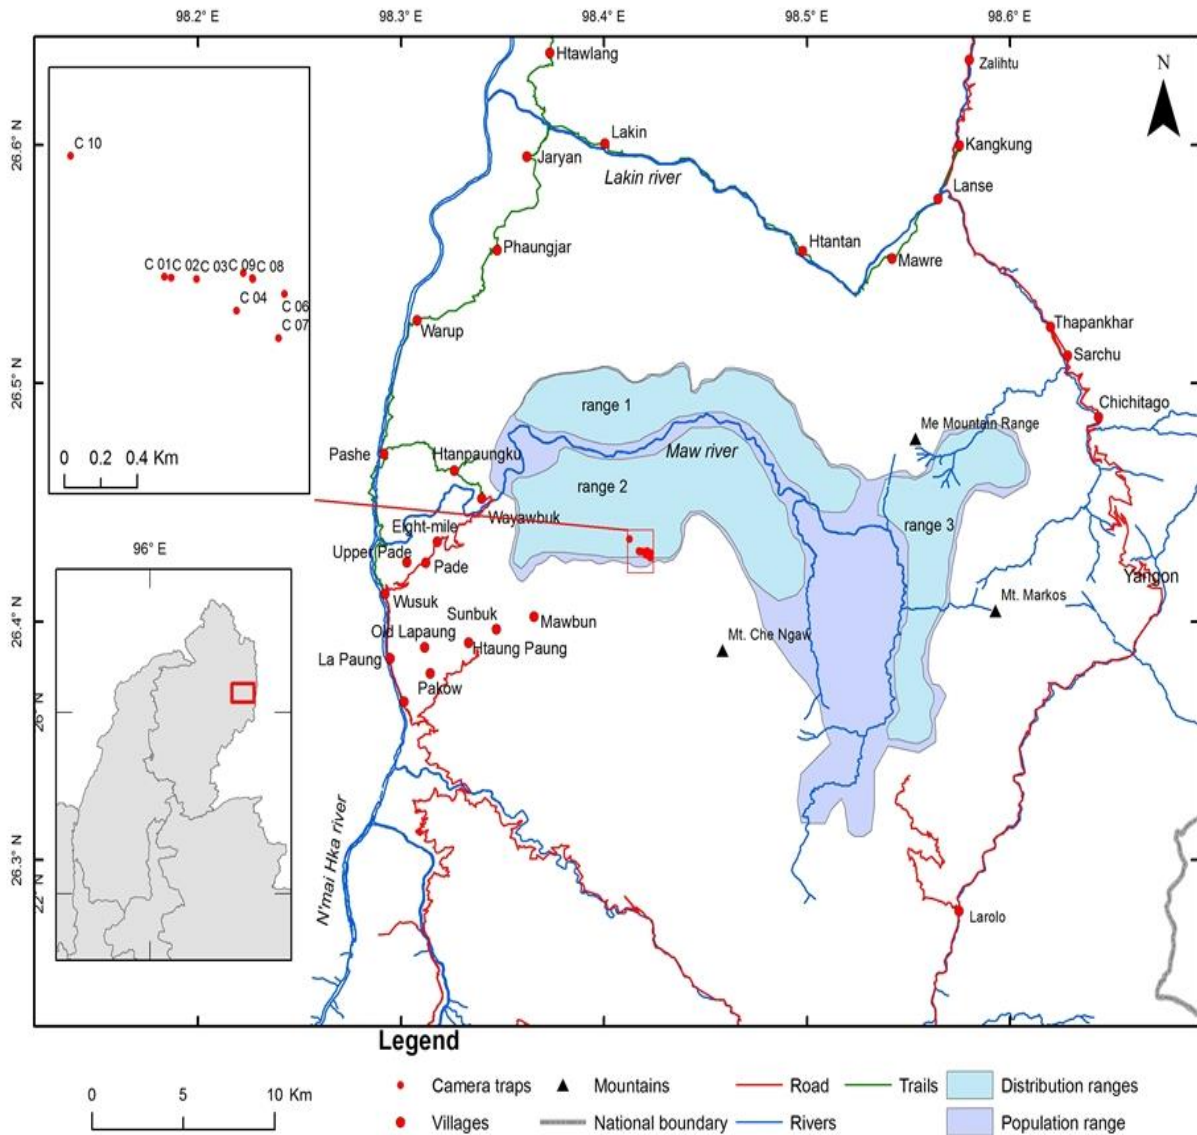 98.2° E
98.3° E
98.4° E
98.5° E
98.6° E
26.6° N
26.5° N
26.4° N
26.3° N
N
C 10
C 01
C 02
C 03
C 09
C 08
C 04
C 06
C 07
0 0.2 0.4 Km
96° E
26° N
22° N
Htawlang
Zalihtu
Lakin
Kangkung
Jaryan
Lakin river
Lanse
Phaungjar
Htantan
Mawre
Warup
Thapankhar
Sarchu
range 1
Chichitago
Me Mountain Range
Pashe
Htanpaungku
Maw river
range 2
Wayawbuk
Eight-mile
range 3
Upper Pade
Pade
Yangon
Wusuk
Mt. Markos
Sunbuk
Mawbun
Old Lapaung
Htaung Paung
Mt. Che Ngaw
La Paung
Pakow
N'mai Hka river
Larolo
Legend
Camera traps
Mountains
Road
Trails
Distribution ranges
Villages
National boundary
Rivers
Population range
0 5 10 Km